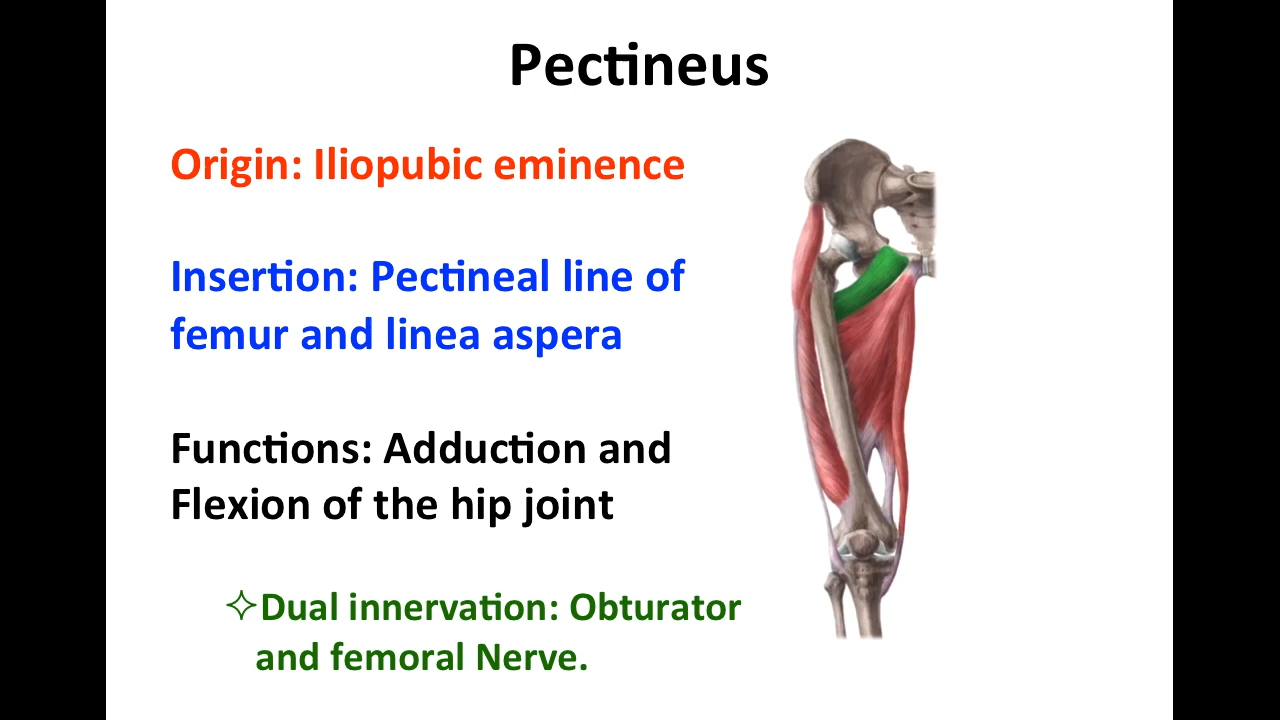 Pectineus
Origin: Iliopubic eminence
Insertion: Pectineal line of
femur and linea aspera
Functions: Adduction and
Flexion of the hip joint
✧Dual innervation: Obturator
and femoral Nerve.